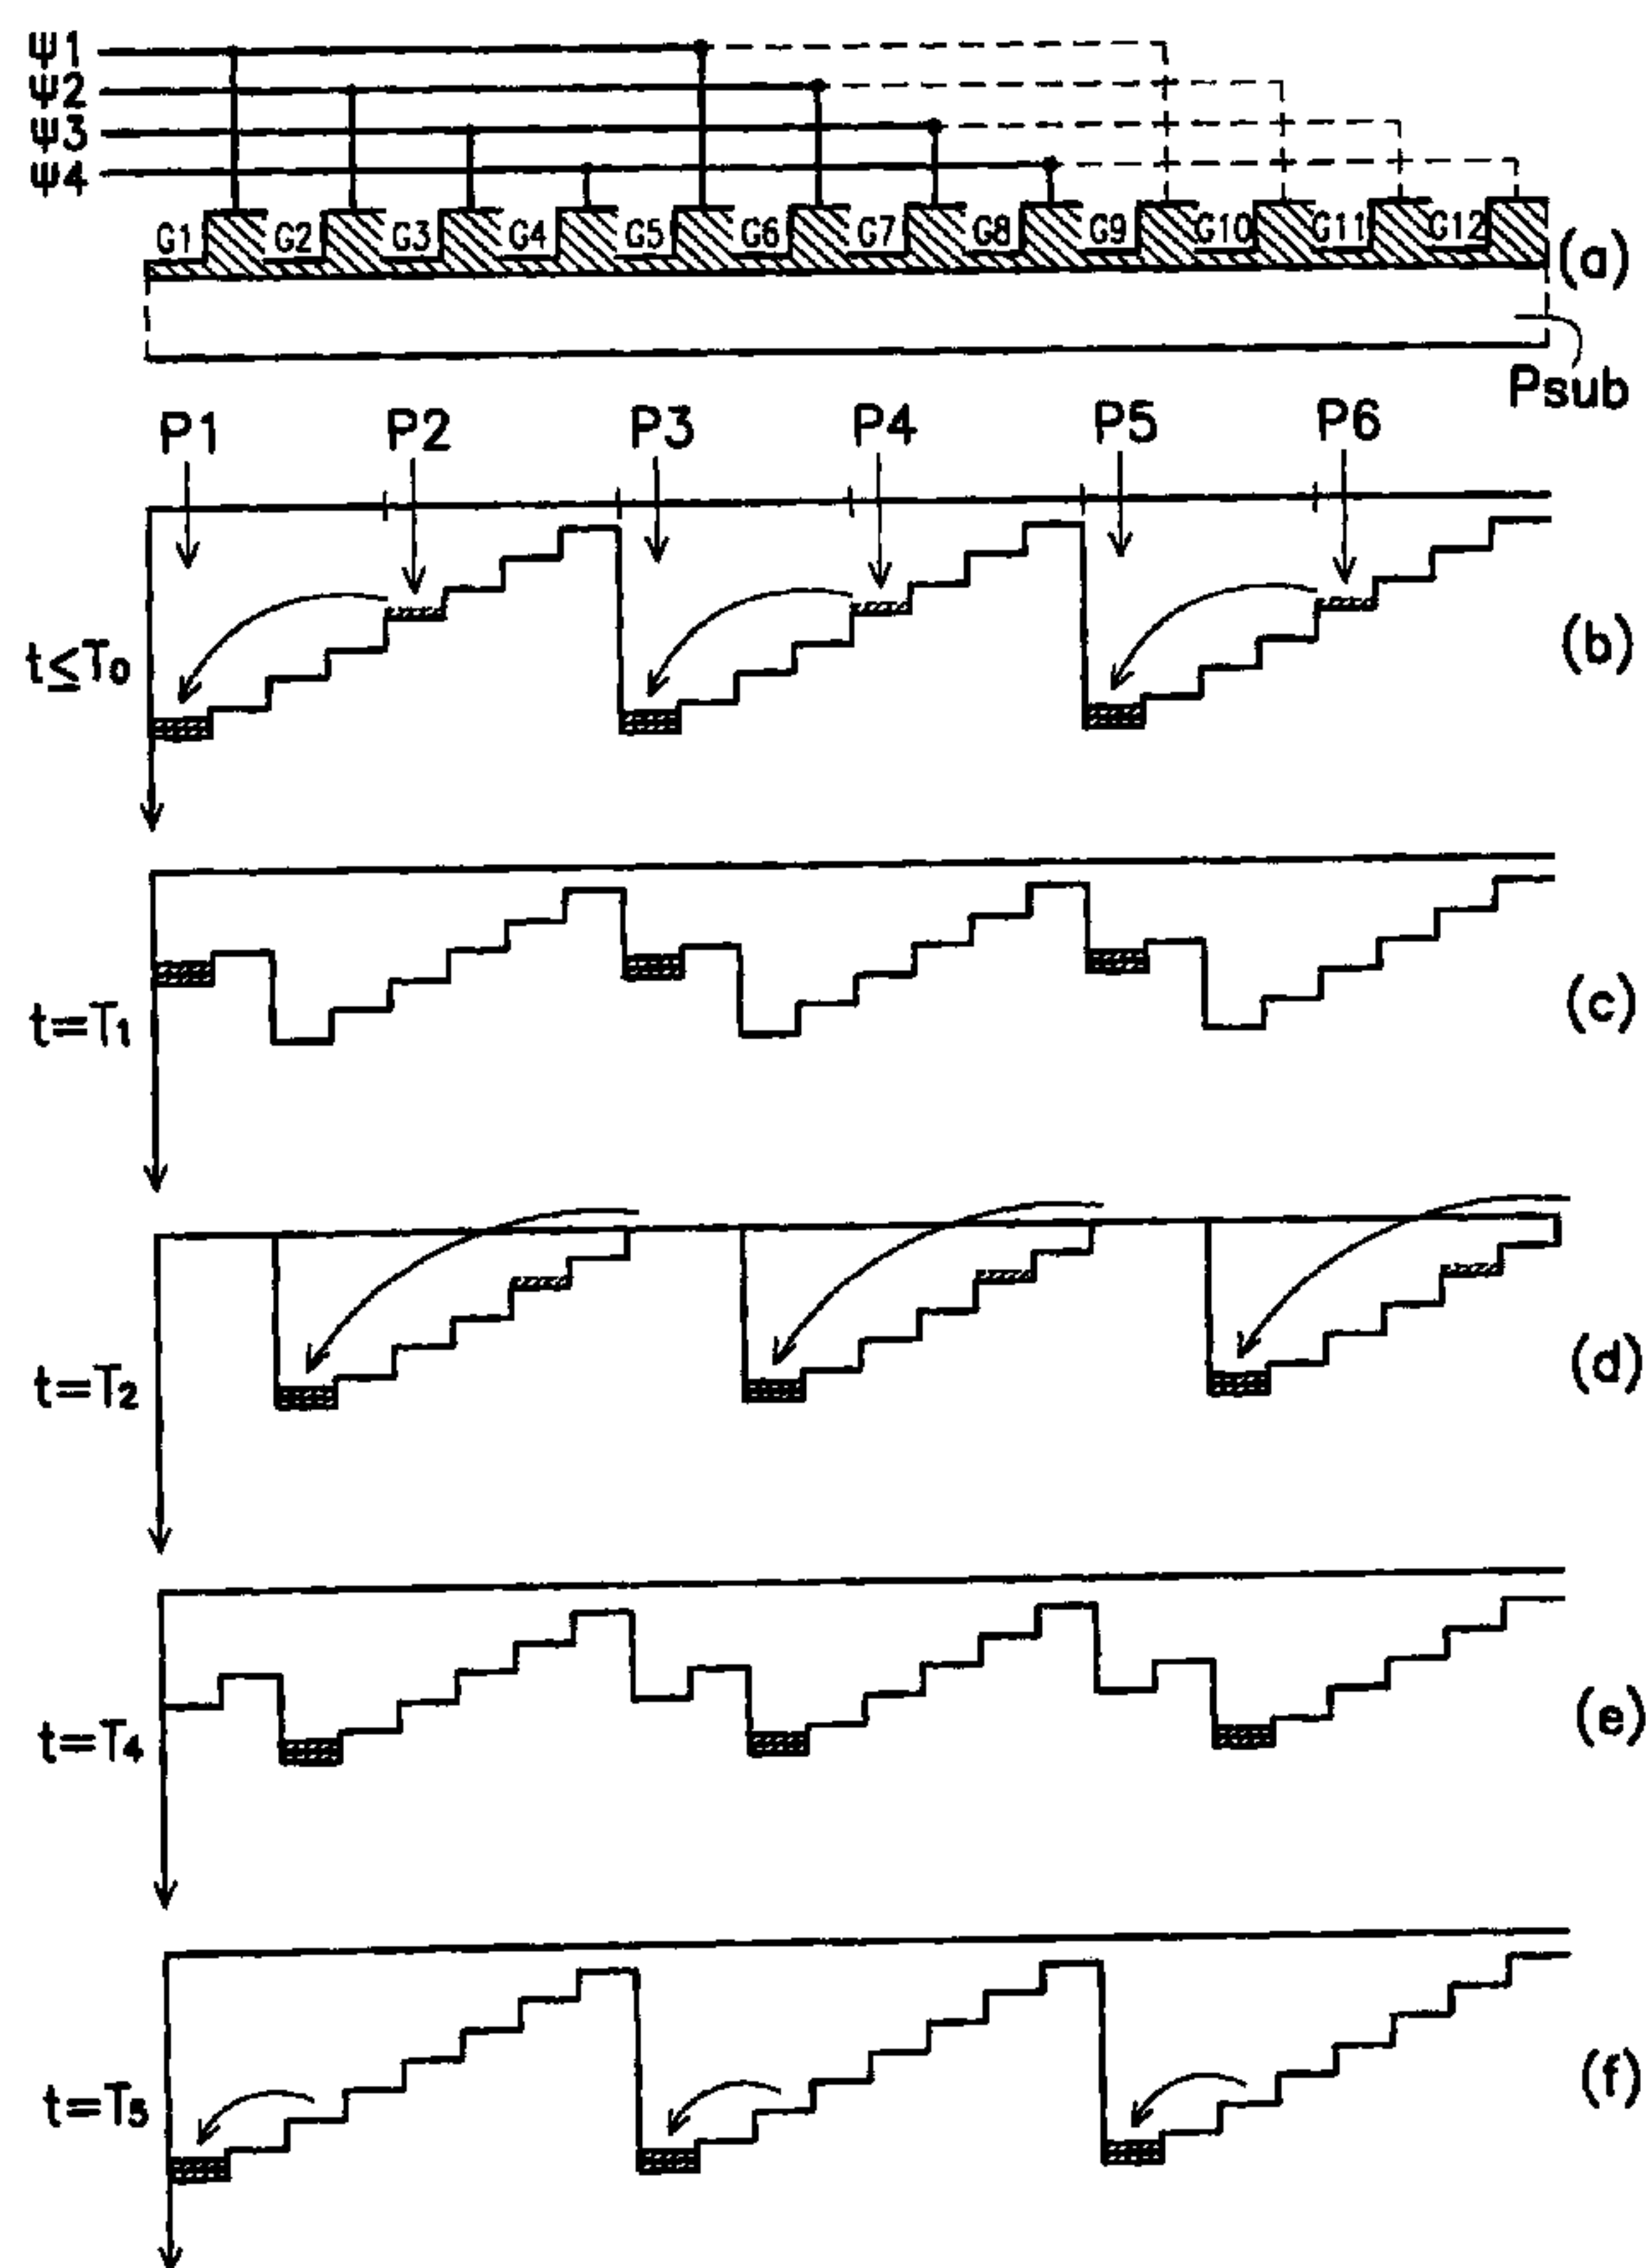 ψ1
ψ2
ψ3
ψ4
G1 G2 G3 G4 G5 G6 G7 G8 G9 G10 G11 G12
(a)
Psub
P1 P2 P3 P4 P5 P6
t≤T0
(b)
t=T1
(c)
t=T2
(d)
t=T4
(e)
t=T5
(f)